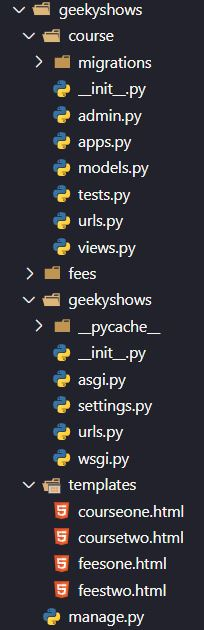 geekyshows
course
migrations
__init__.py
admin.py
apps.py
models.py
tests.py
urls.py
views.py
fees
geekyshows
__pycache__
__init__.py
asgi.py
settings.py
urls.py
wsgi.py
templates
courseone.html
coursetwo.html
feesone.html
feestwo.html
manage.py